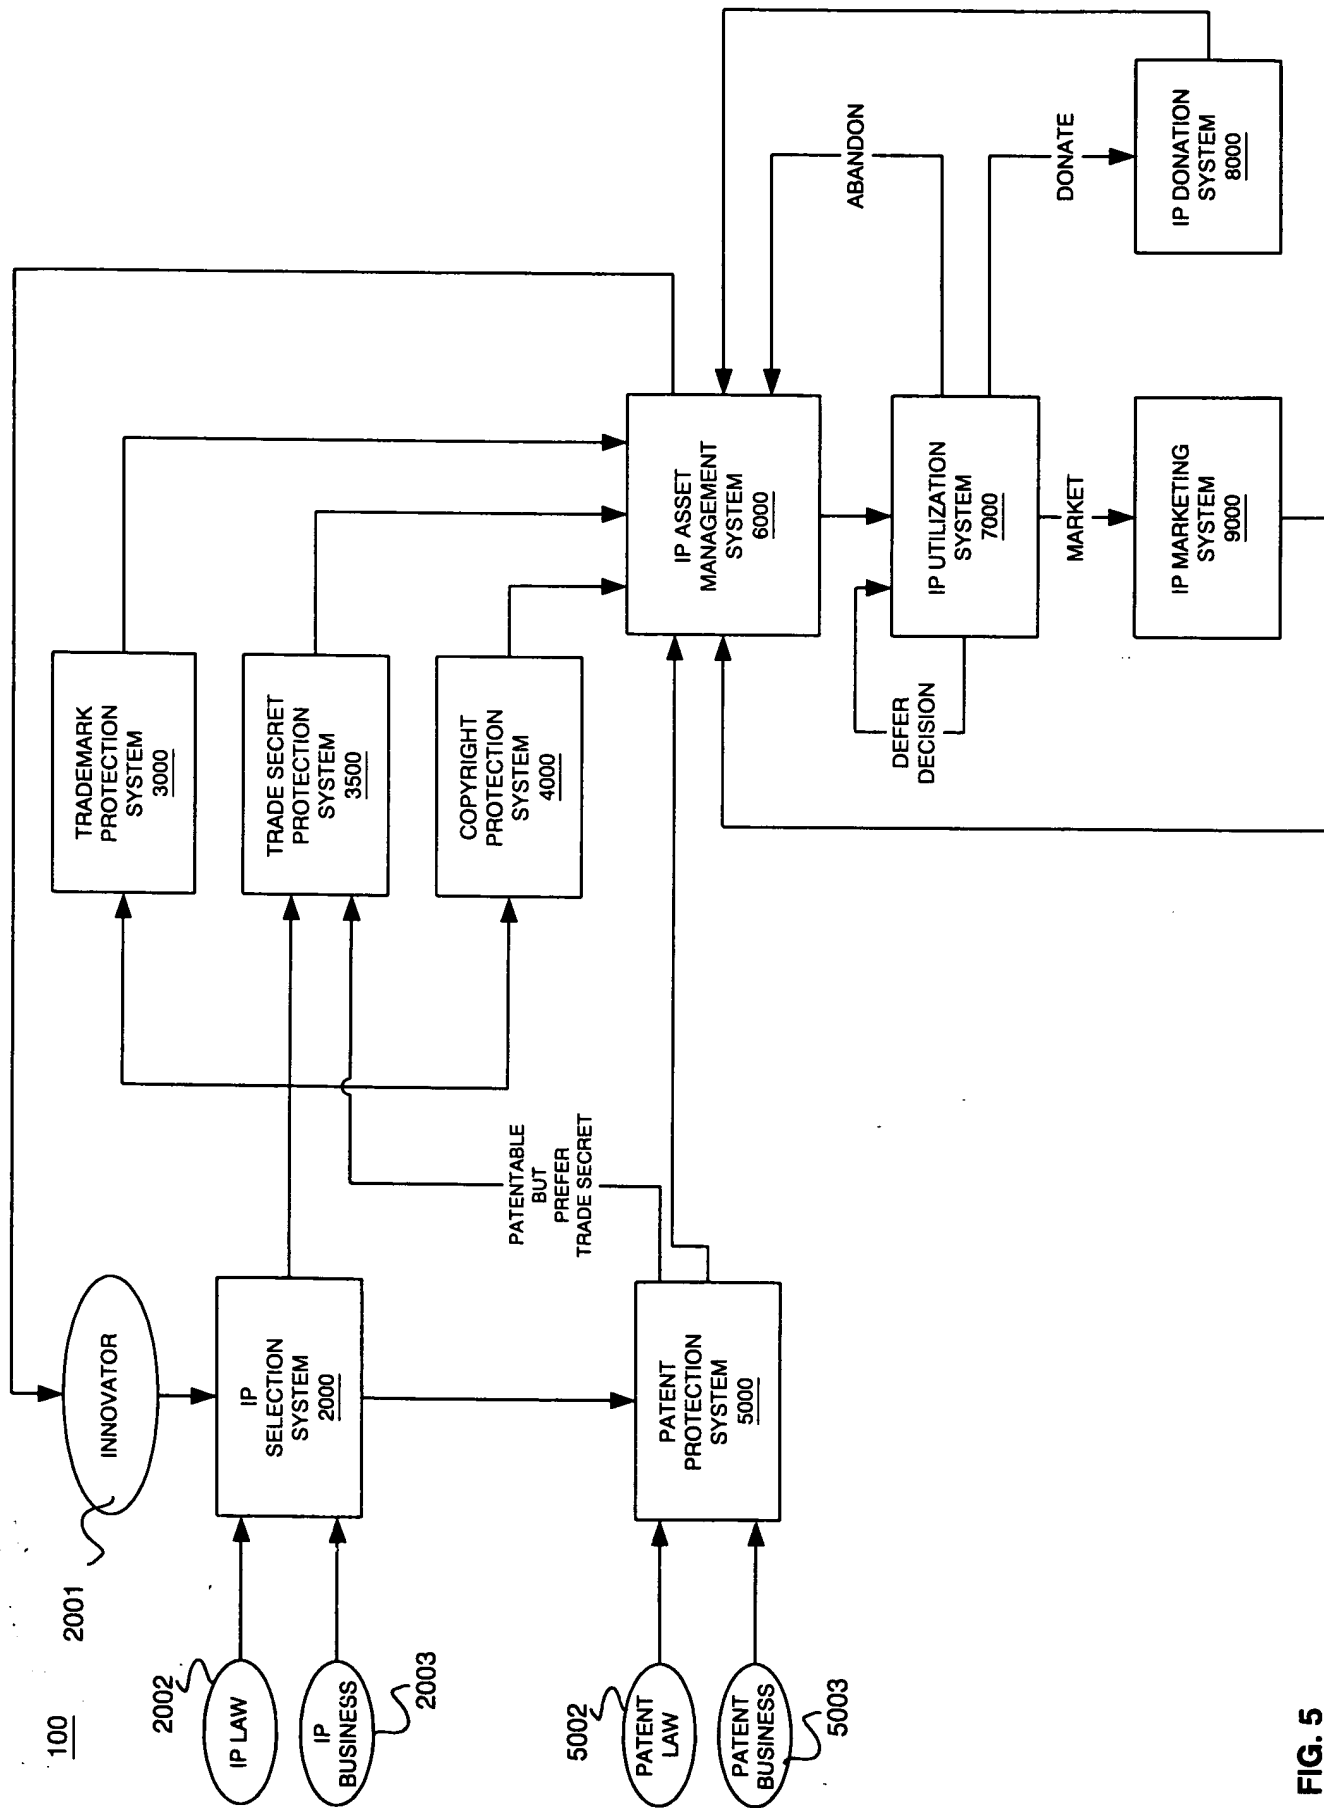 100
2001
INNOVATOR
2002
IP LAW
IP
BUSINESS
2003
IP
SELECTION
SYSTEM
2000
TRADEMARK
PROTECTION
SYSTEM
3000
TRADE SECRET
PROTECTION
SYSTEM
3500
COPYRIGHT
PROTECTION
SYSTEM
4000
PATENTABLE
BUT
PREFER
TRADE SECRET
5002
PATENT
LAW
PATENT
BUSINESS
5003
PATENT
PROTECTION
SYSTEM
5000
IP ASSET
MANAGEMENT
SYSTEM
6000
ABANDON
DEFER
DECISION
IP UTILIZATION
SYSTEM
7000
DONATE
MARKET
IP MARKETING
SYSTEM
9000
IP DONATION
SYSTEM
8000
FIG. 5